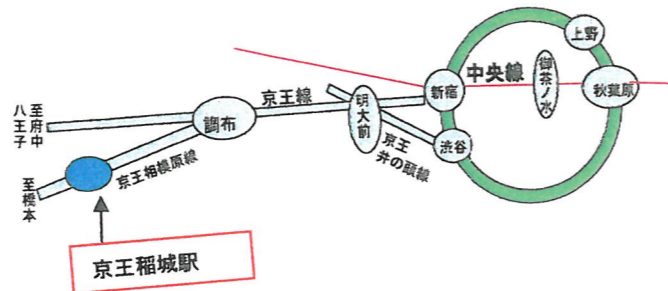 上野
中央線
御茶ノ水
秋葉原
新宿
京王線
明大前
調布
至府中
八王子
渋谷
京王
井の頭線
京王相模原線
至橋本
京王稲城駅